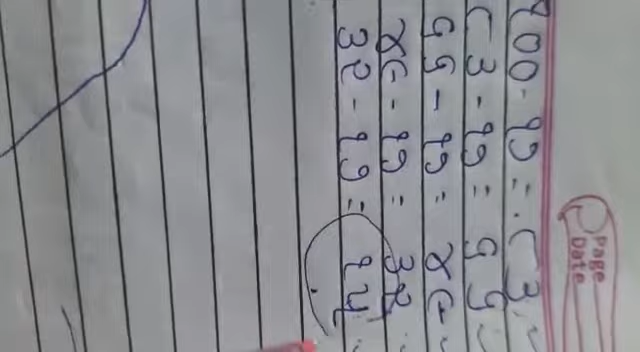 Page
Date
१०० - १७ = ८३
८३ - १७ = ६६
६६ - १७ = ४९
४९ - १७ = ३२
३२ - १७ = १५